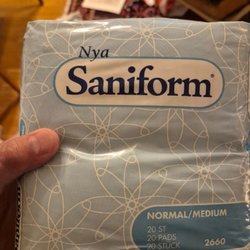 Nya
Saniform®
NORMAL/MEDIUM
20 ST
20 PADS
20 STÜCK
2660